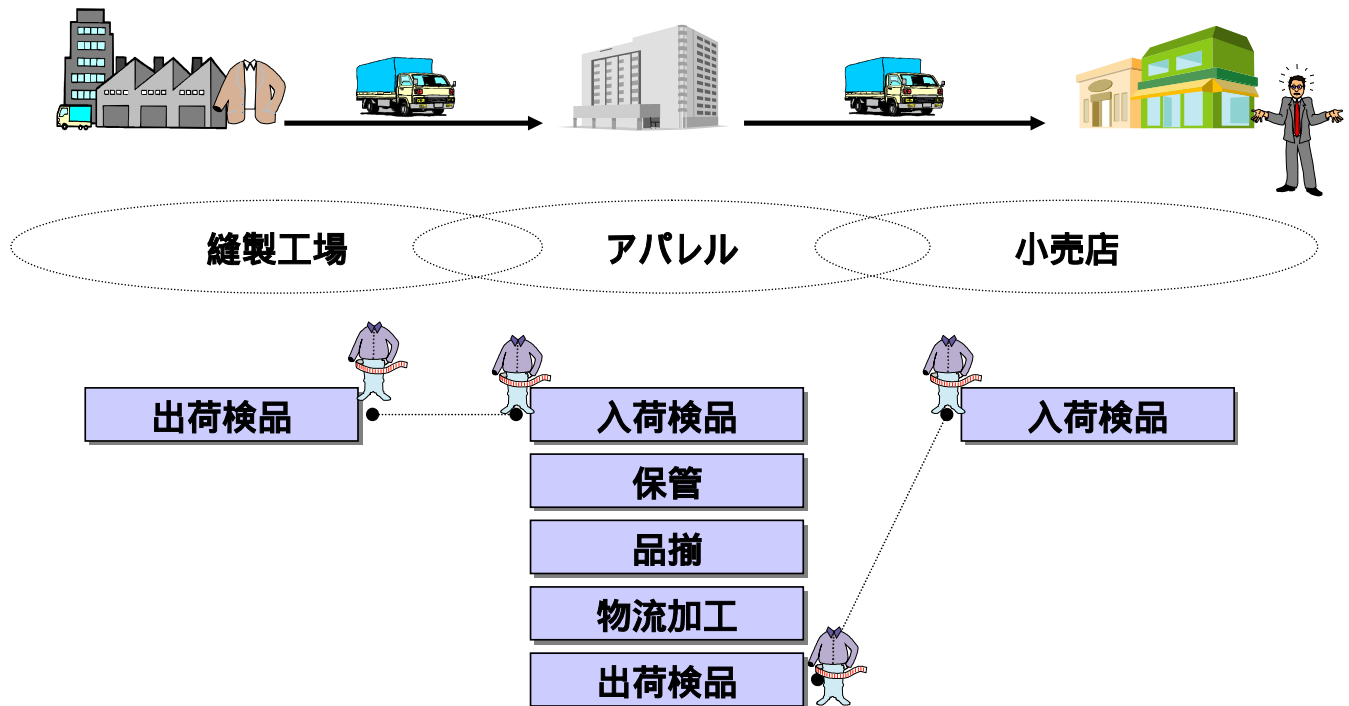 縫製工場
アパレル
小売店
出荷検品
入荷検品
入荷検品
保管
品揃
物流加工
出荷検品